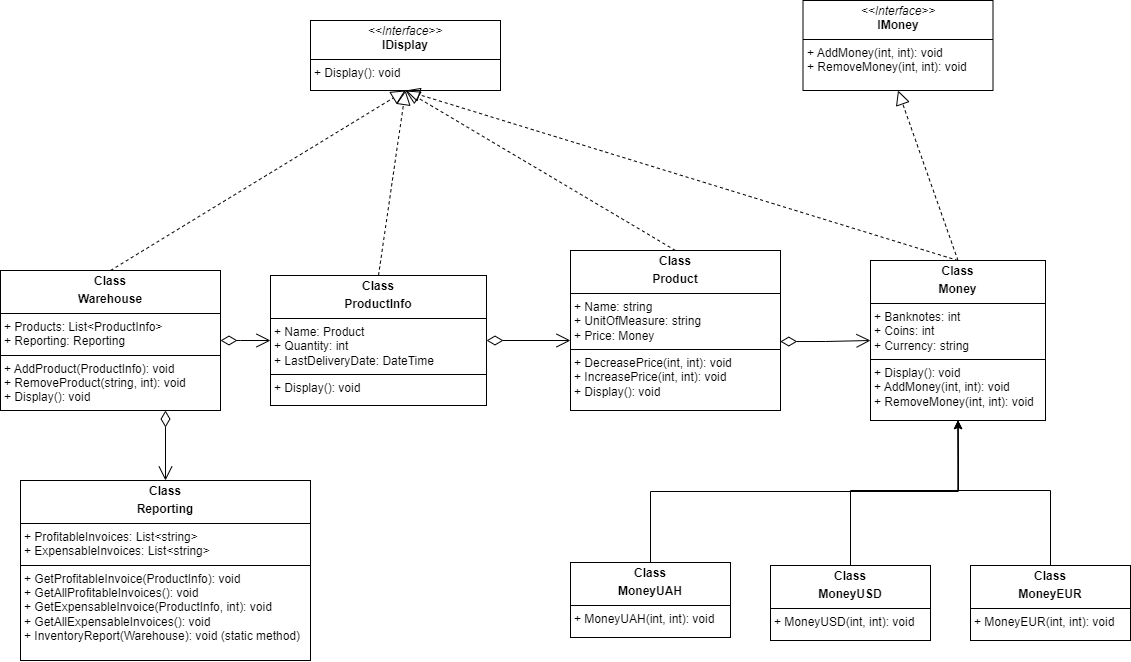 <<Interface>>
IDisplay
+ Display(): void
<<Interface>>
IMoney
+ AddMoney(int, int): void
+ RemoveMoney(int, int): void
Class
Warehouse
+ Products: List<ProductInfo>
+ Reporting: Reporting
+ AddProduct(ProductInfo): void
+ RemoveProduct(string, int): void
+ Display(): void
Class
ProductInfo
+ Name: Product
+ Quantity: int
+ LastDeliveryDate: DateTime
+ Display(): void
Class
Product
+ Name: string
+ UnitOfMeasure: string
+ Price: Money
+ DecreasePrice(int, int): void
+ IncreasePrice(int, int): void
+ Display(): void
Class
Money
+ Banknotes: int
+ Coins: int
+ Currency: string
+ Display(): void
+ AddMoney(int, int): void
+ RemoveMoney(int, int): void
Class
Reporting
+ ProfitableInvoices: List<string>
+ ExpensableInvoices: List<string>
+ GetProfitableInvoice(ProductInfo): void
+ GetAllProfitableInvoices(): void
+ GetExpensableInvoice(ProductInfo, int): void
+ GetAllExpensableInvoices(): void
+ InventoryReport(Warehouse): void (static method)
Class
MoneyUAH
+ MoneyUAH(int, int): void
Class
MoneyUSD
+ MoneyUSD(int, int): void
Class
MoneyEUR
+ MoneyEUR(int, int): void